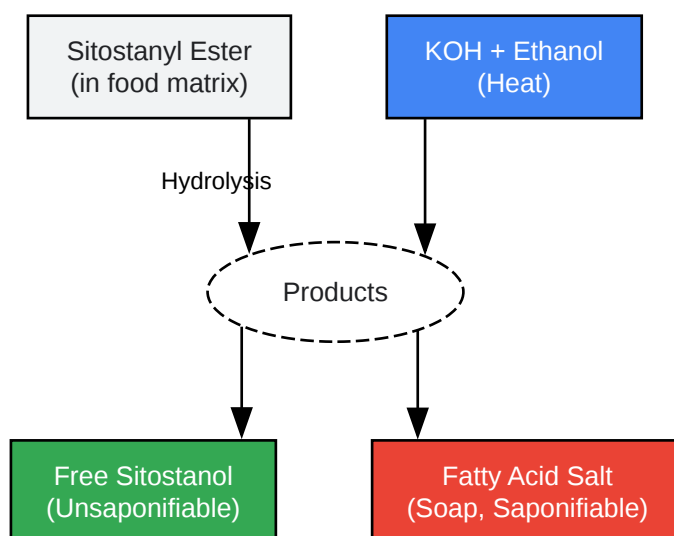 Sitostanyl Ester
(in food matrix)
KOH + Ethanol
(Heat)
Hydrolysis
Products
Free Sitostanol
(Unsaponifiable)
Fatty Acid Salt
(Soap, Saponifiable)